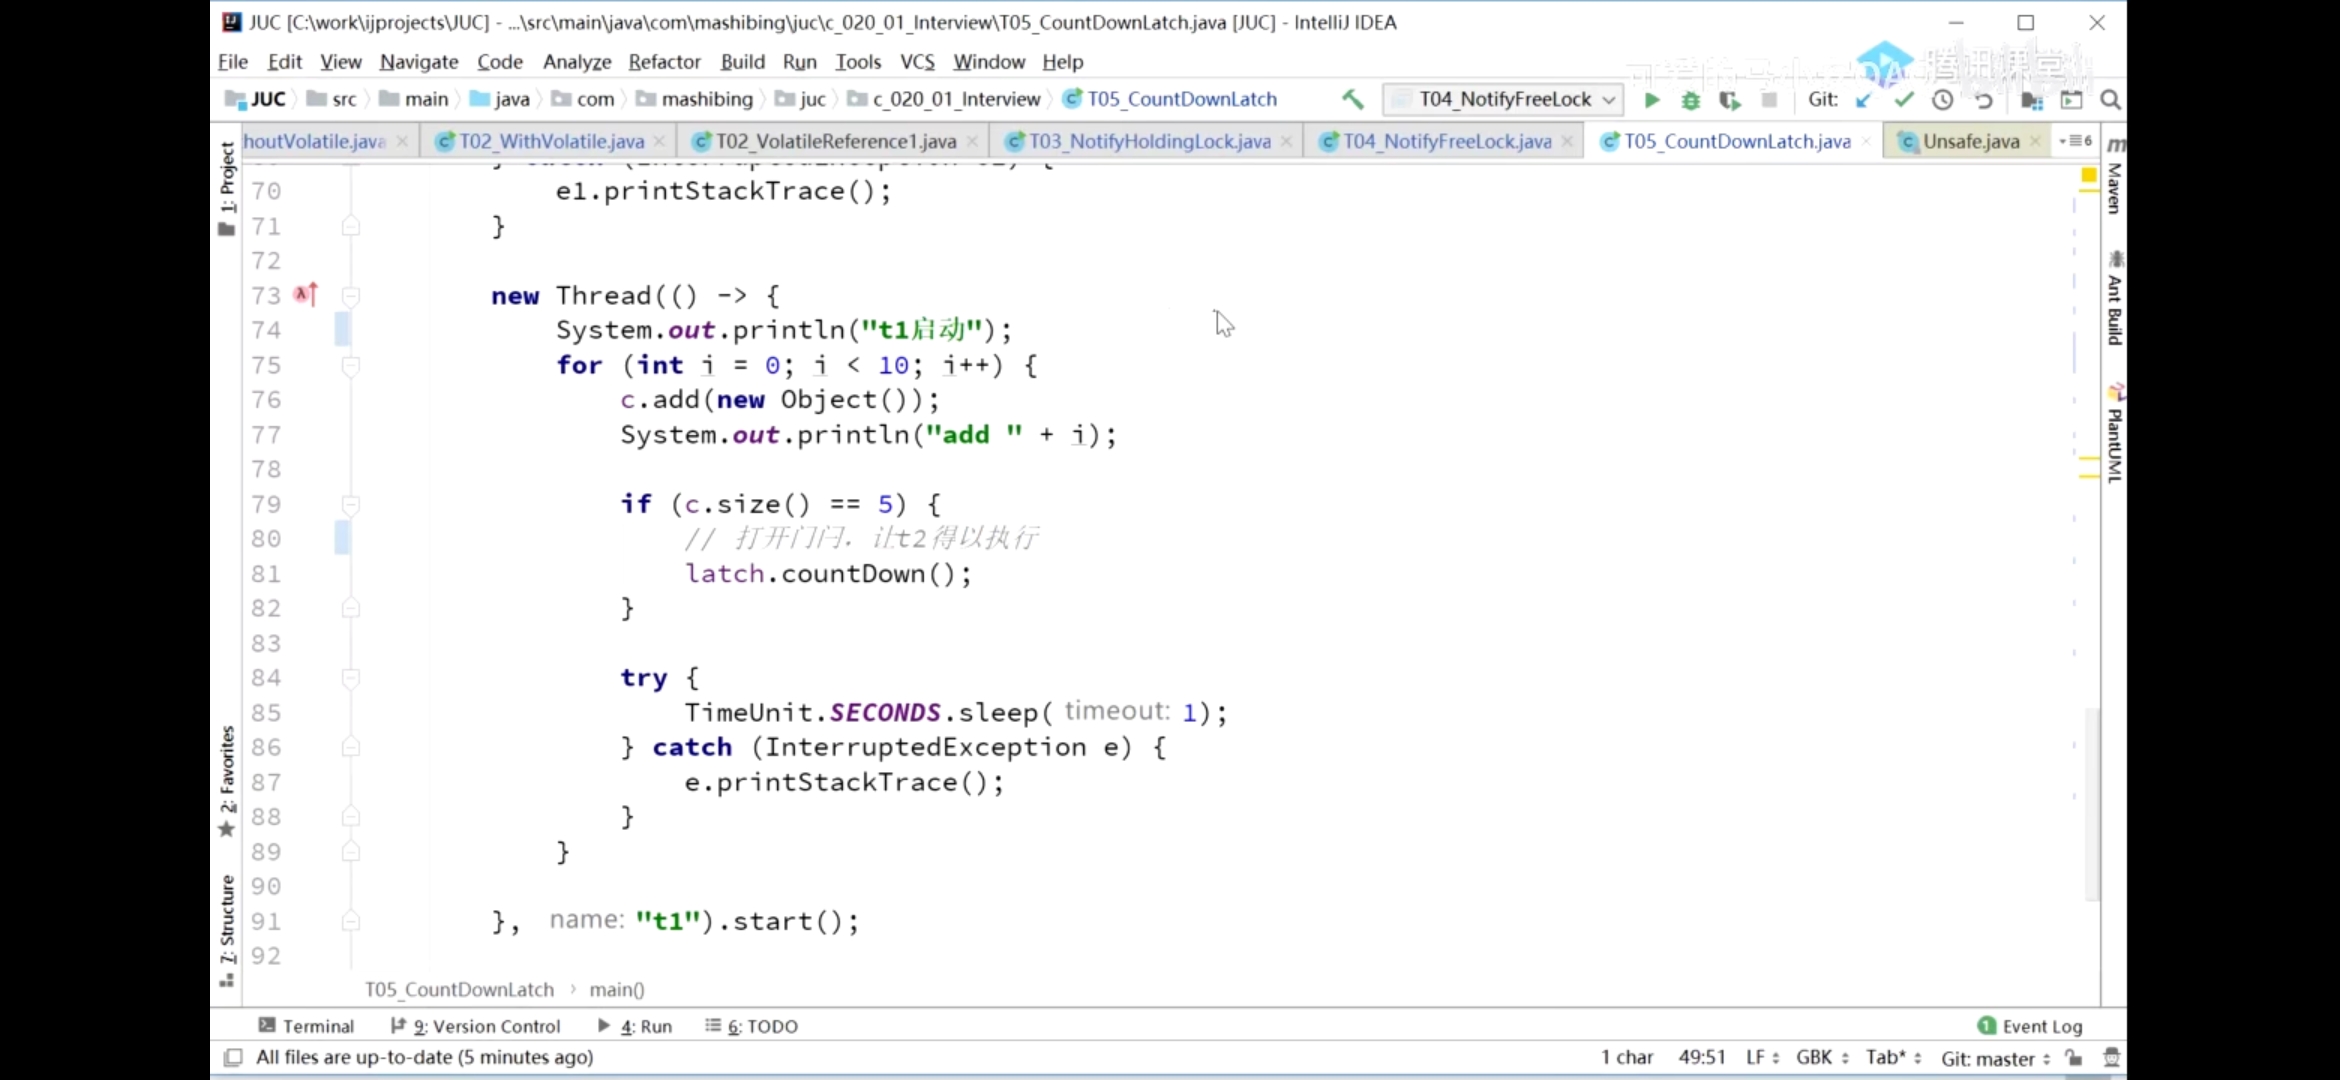 JUC [C:\work\ijprojects\JUC] - ...\src\main\java\com\mashibing\juc\c_020_01_Interview\T05_CountDownLatch.java [JUC] - IntelliJ IDEA
File Edit View Navigate Code Analyze Refactor Build Run Tools VCS Window Help
腾讯课堂
JUC src main java com mashibing juc c_020_01_Interview T05_CountDownLatch T04_NotifyFreeLock Git:
houtVolatile.java T02_WithVolatile.java T02_VolatileReference1.java T03_NotifyHoldingLock.java T04_NotifyFreeLock.java T05_CountDownLatch.java Unsafe.java 6
1: Project
2: Favorites
7: Structure
Maven
Ant Build
PlantUML
70 e1.printStackTrace();
71 }
72
73 new Thread(() -> {
74 System.out.println("t1启动");
75 for (int i = 0; i < 10; i++) {
76 c.add(new Object());
77 System.out.println("add " + i);
78
79 if (c.size() == 5) {
80 // 打开门闩，让t2得以执行
81 latch.countDown();
82 }
83
84 try {
85 TimeUnit.SECONDS.sleep( timeout: 1);
86 } catch (InterruptedException e) {
87 e.printStackTrace();
88 }
89 }
90
91 }, name: "t1").start();
92
T05_CountDownLatch › main()
Terminal 9: Version Control 4: Run 6: TODO 1 Event Log
All files are up-to-date (5 minutes ago) 1 char 49:51 LF GBK Tab* Git: master